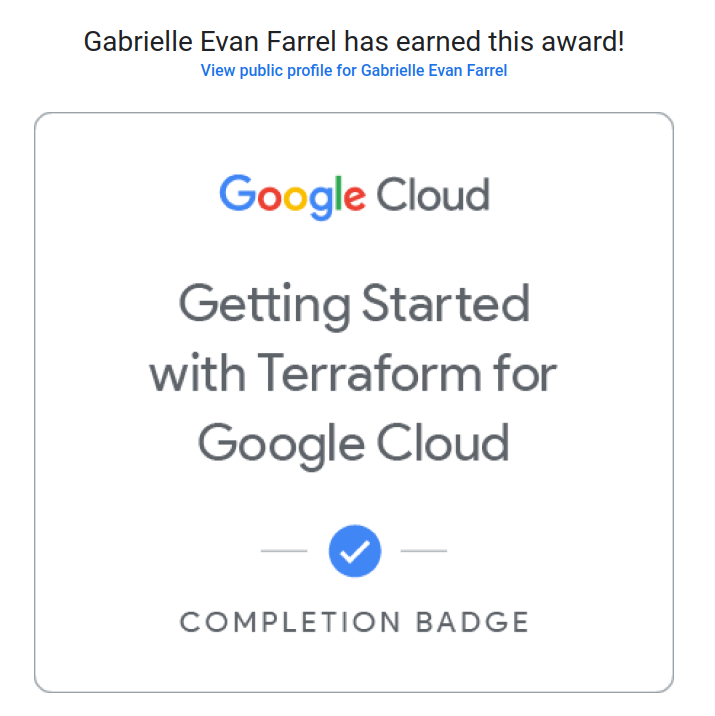 Gabrielle Evan Farrel has earned this award!
View public profile for Gabrielle Evan Farrel
Google Cloud
Getting Started
with Terraform for
Google Cloud
COMPLETION BADGE